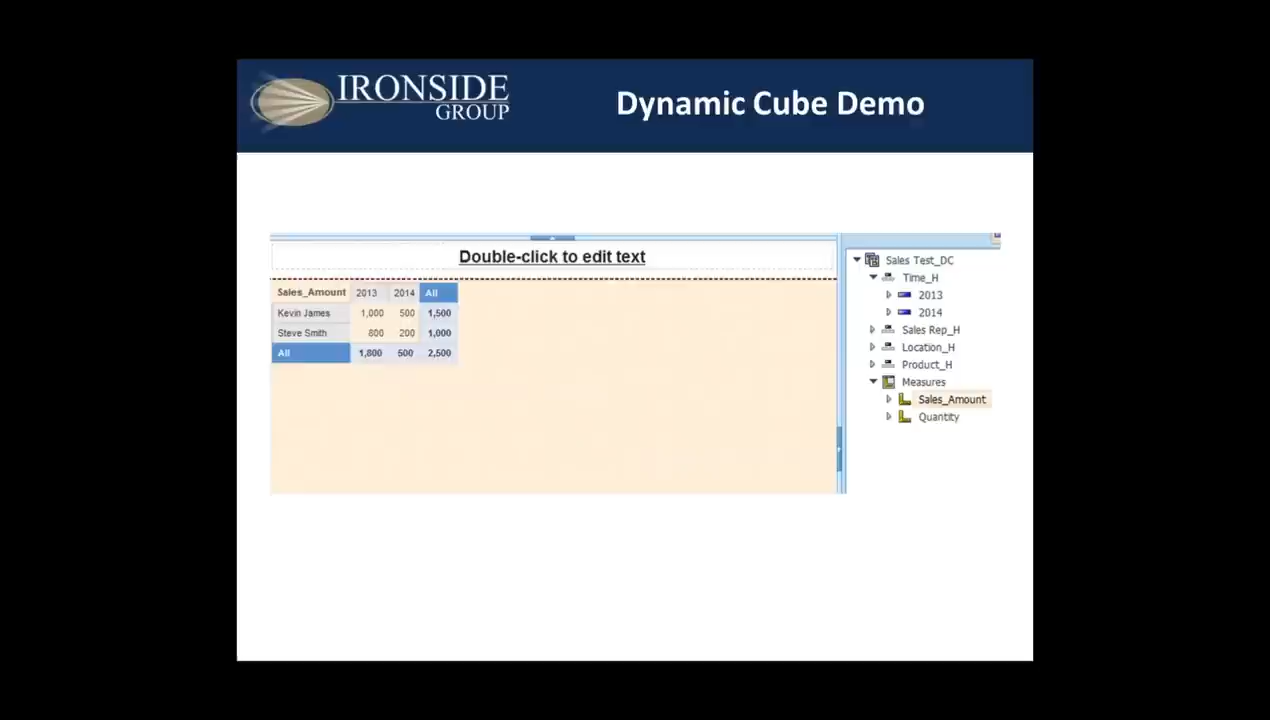 IRONSIDE
GROUP
Dynamic Cube Demo
Double-click to edit text
Sales_Amount 2013 2014 All
Kevin James 1,000 500 1,500
Steve Smith 800 200 1,000
All 1,800 500 2,500
Sales Test_DC
Time_H
2013
2014
Sales Rep_H
Location_H
Product_H
Measures
Sales_Amount
Quantity